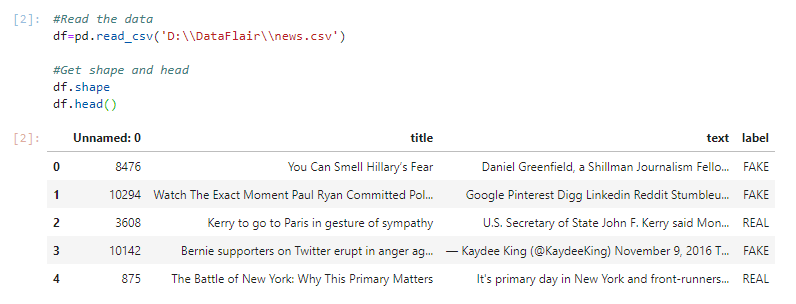 [2]: #Read the data
df=pd.read_csv('D:\\DataFlair\\news.csv')
#Get shape and head
df.shape
df.head()
[2]: Unnamed: 0 title text label
0 8476 You Can Smell Hillary's Fear Daniel Greenfield, a Shillman Journalism Fello... FAKE
1 10294 Watch The Exact Moment Paul Ryan Committed Pol... Google Pinterest Digg Linkedin Reddit Stumbleu... FAKE
2 3608 Kerry to go to Paris in gesture of sympathy U.S. Secretary of State John F. Kerry said Mon... REAL
3 10142 Bernie supporters on Twitter erupt in anger ag... — Kaydee King (@KaydeeKing) November 9, 2016 T... FAKE
4 875 The Battle of New York: Why This Primary Matters It's primary day in New York and front-runners... REAL